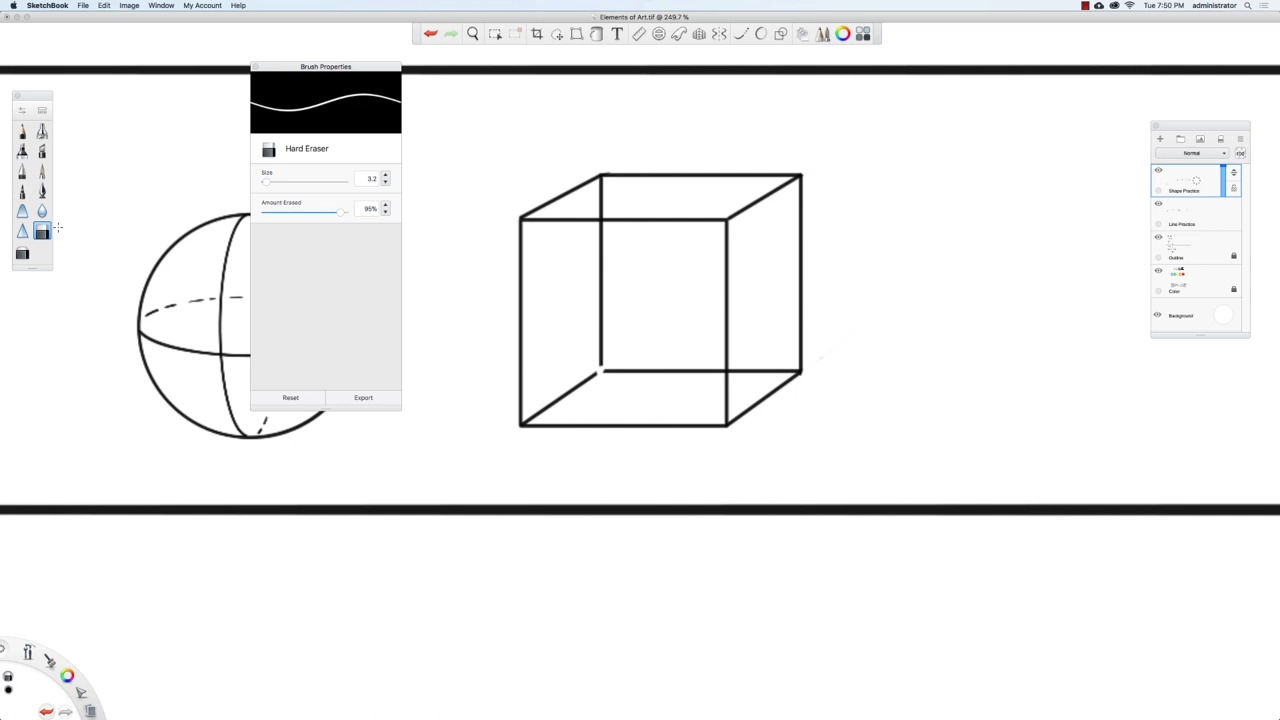 SketchBook File Edit Image Window My Account Help Tue 7:50 PM administrator
Elements of Art.tif @ 249.7 %
T
Brush Properties
Hard Eraser
Size
3.2
Amount Erased
95%
Reset Export
Normal
Shape Practice
Line Practice
Outline
Color
Background